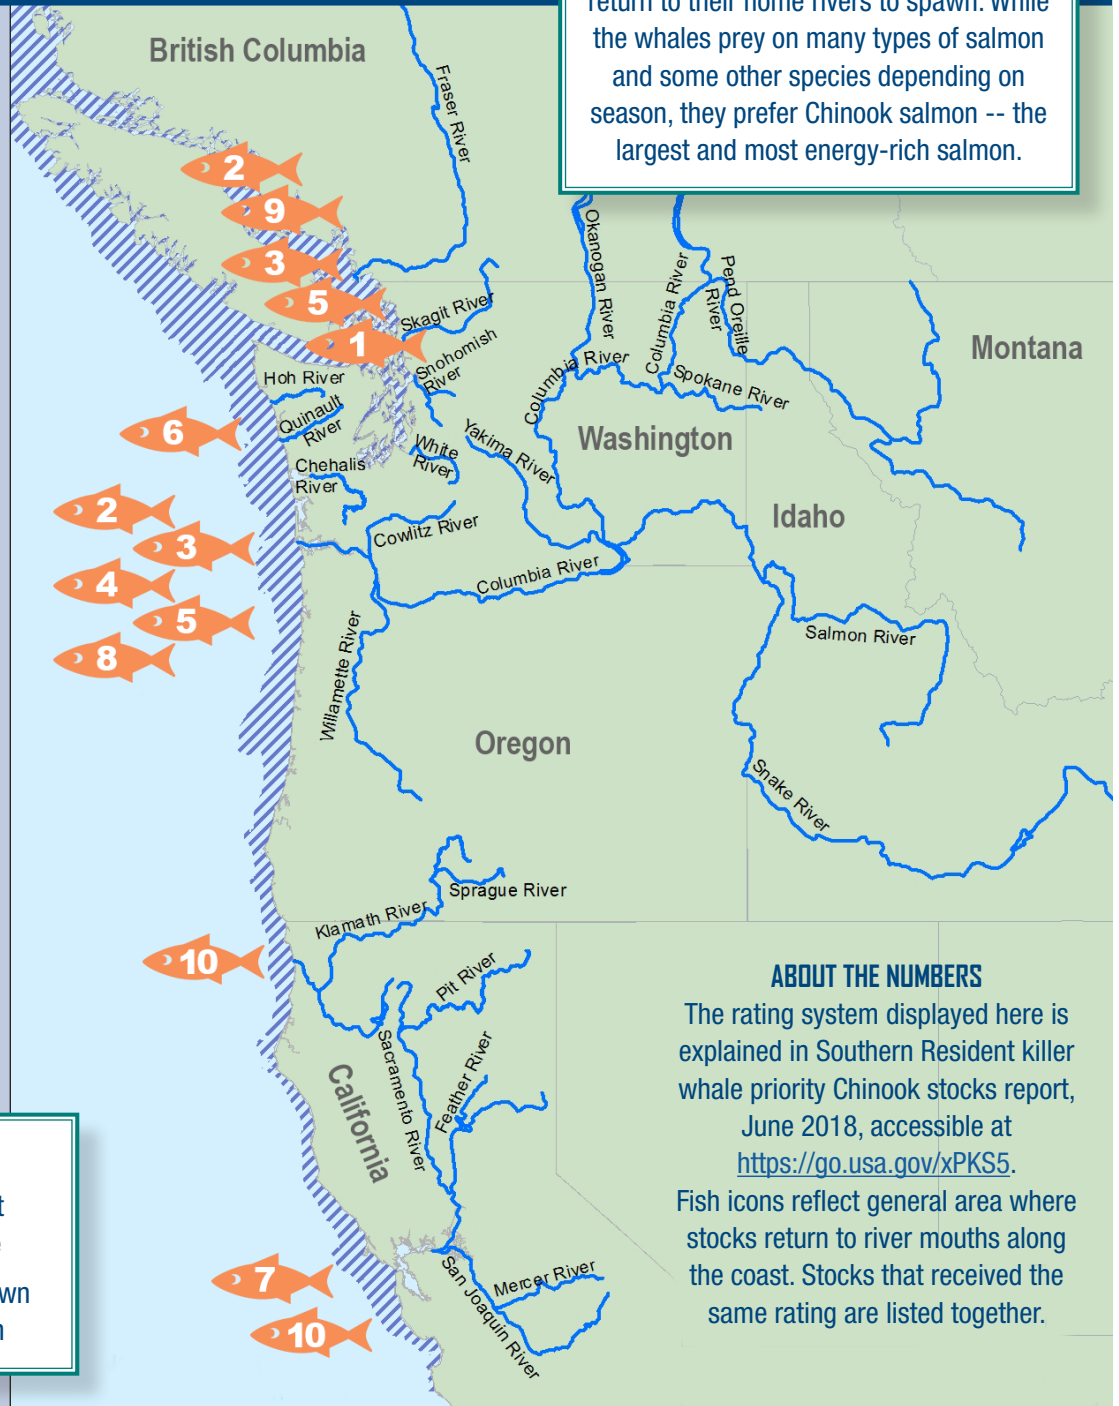 return to their home rivers to spawn. While
the whales prey on many types of salmon
and some other species depending on
season, they prefer Chinook salmon -- the
largest and most energy-rich salmon.
British Columbia
Fraser River
2
9
3
5
1
Okanogan River
Columbia River
Pend Oreille
River
Skagit River
Snohomish
River
Montana
Hoh River
Columbia River
Spokane River
Quinault
River
6
White
River
Yakima River
Washington
Chehalis
River
2
Idaho
Cowlitz River
3
4
Columbia River
5
8
Willamette River
Salmon River
Oregon
Snake River
Sprague River
Klamath River
10
Pit River
Sacramento River
Feather River
California
7
10
San Joaquin River
Mercer River
ABOUT THE NUMBERS
The rating system displayed here is
explained in Southern Resident killer
whale priority Chinook stocks report,
June 2018, accessible at
https://go.usa.gov/xPKS5.
Fish icons reflect general area where
stocks return to river mouths along
the coast. Stocks that received the
same rating are listed together.